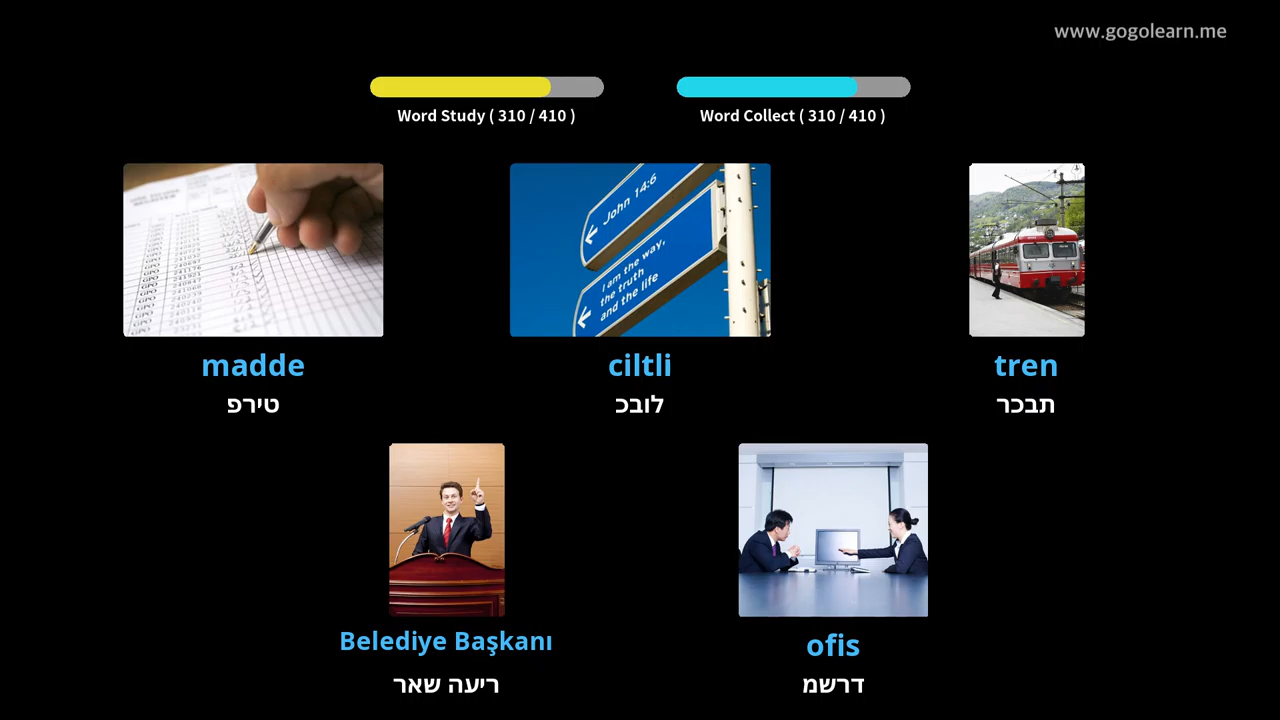 www.gogolearn.me
Word Study ( 310 / 410 )
Word Collect ( 310 / 410 )
John 14:6
I am the way,
the truth
and the life
madde
ciltli
tren
טירפ
לובכ
תבכר
Belediye Başkanı
ofis
ריעה שאר
דרשמ